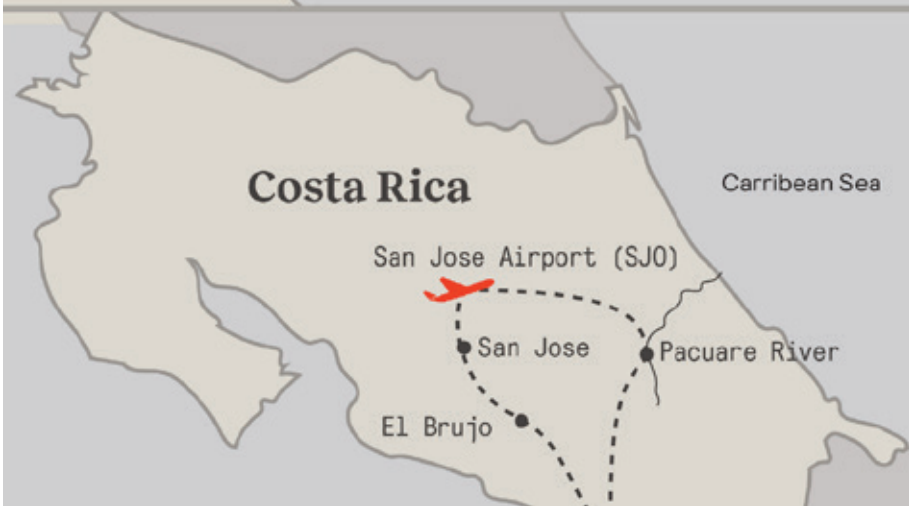 Costa Rica
Carribean Sea
San Jose Airport (SJO)
San Jose
Pacuare River
El Brujo